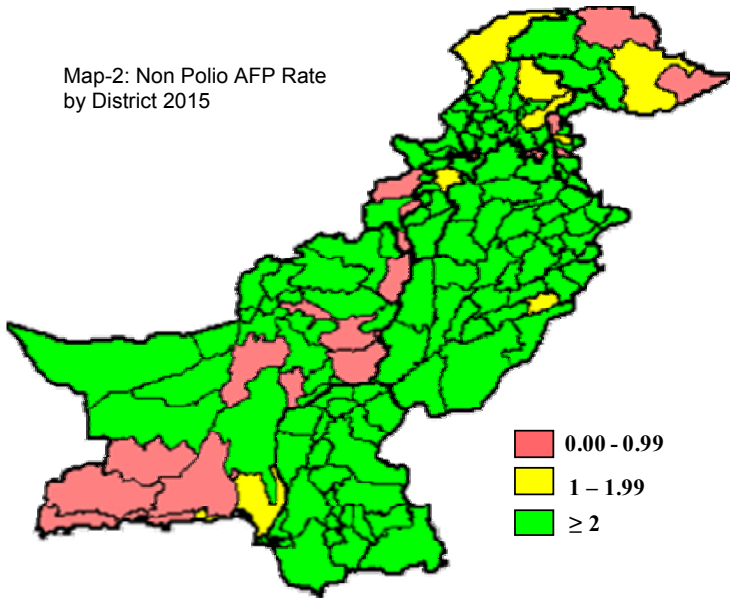 Map-2: Non Polio AFP Rate
by District 2015
0.00 - 0.99
1 – 1.99
≥ 2